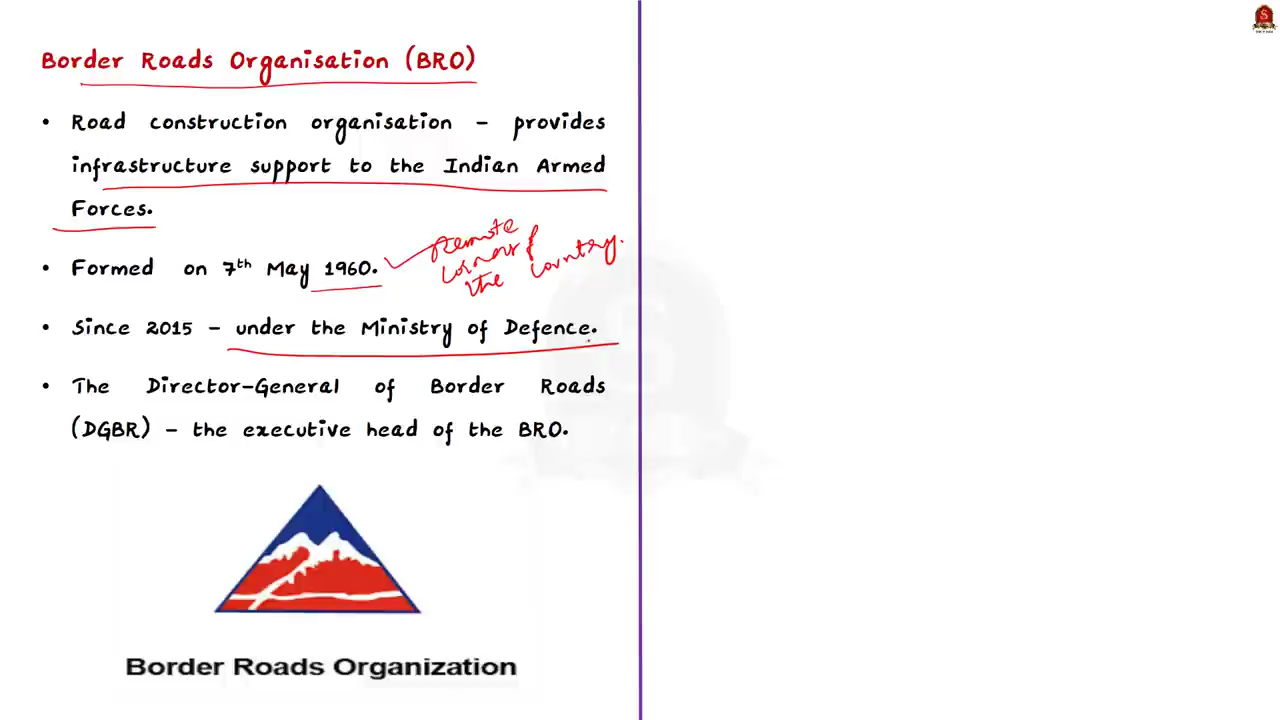 Border Roads Organisation (BRO)
• Road construction organisation – provides
infrastructure support to the Indian Armed
Forces.
• Formed on 7th May 1960.
remote
corners of
the country.
• Since 2015 – under the Ministry of Defence.
• The Director-General of Border Roads
(DGBR) – the executive head of the BRO.
Border Roads Organization